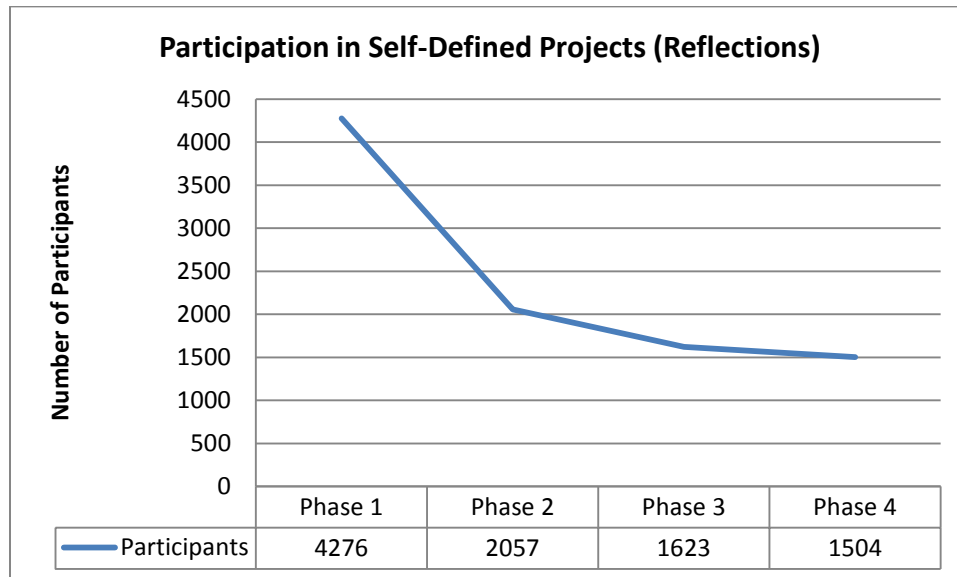 Participation in Self-Defined Projects (Reflections)
Number of Participants
4500
4000
3500
3000
2500
2000
1500
1000
500
0
Phase 1 Phase 2 Phase 3 Phase 4
Participants 4276 2057 1623 1504